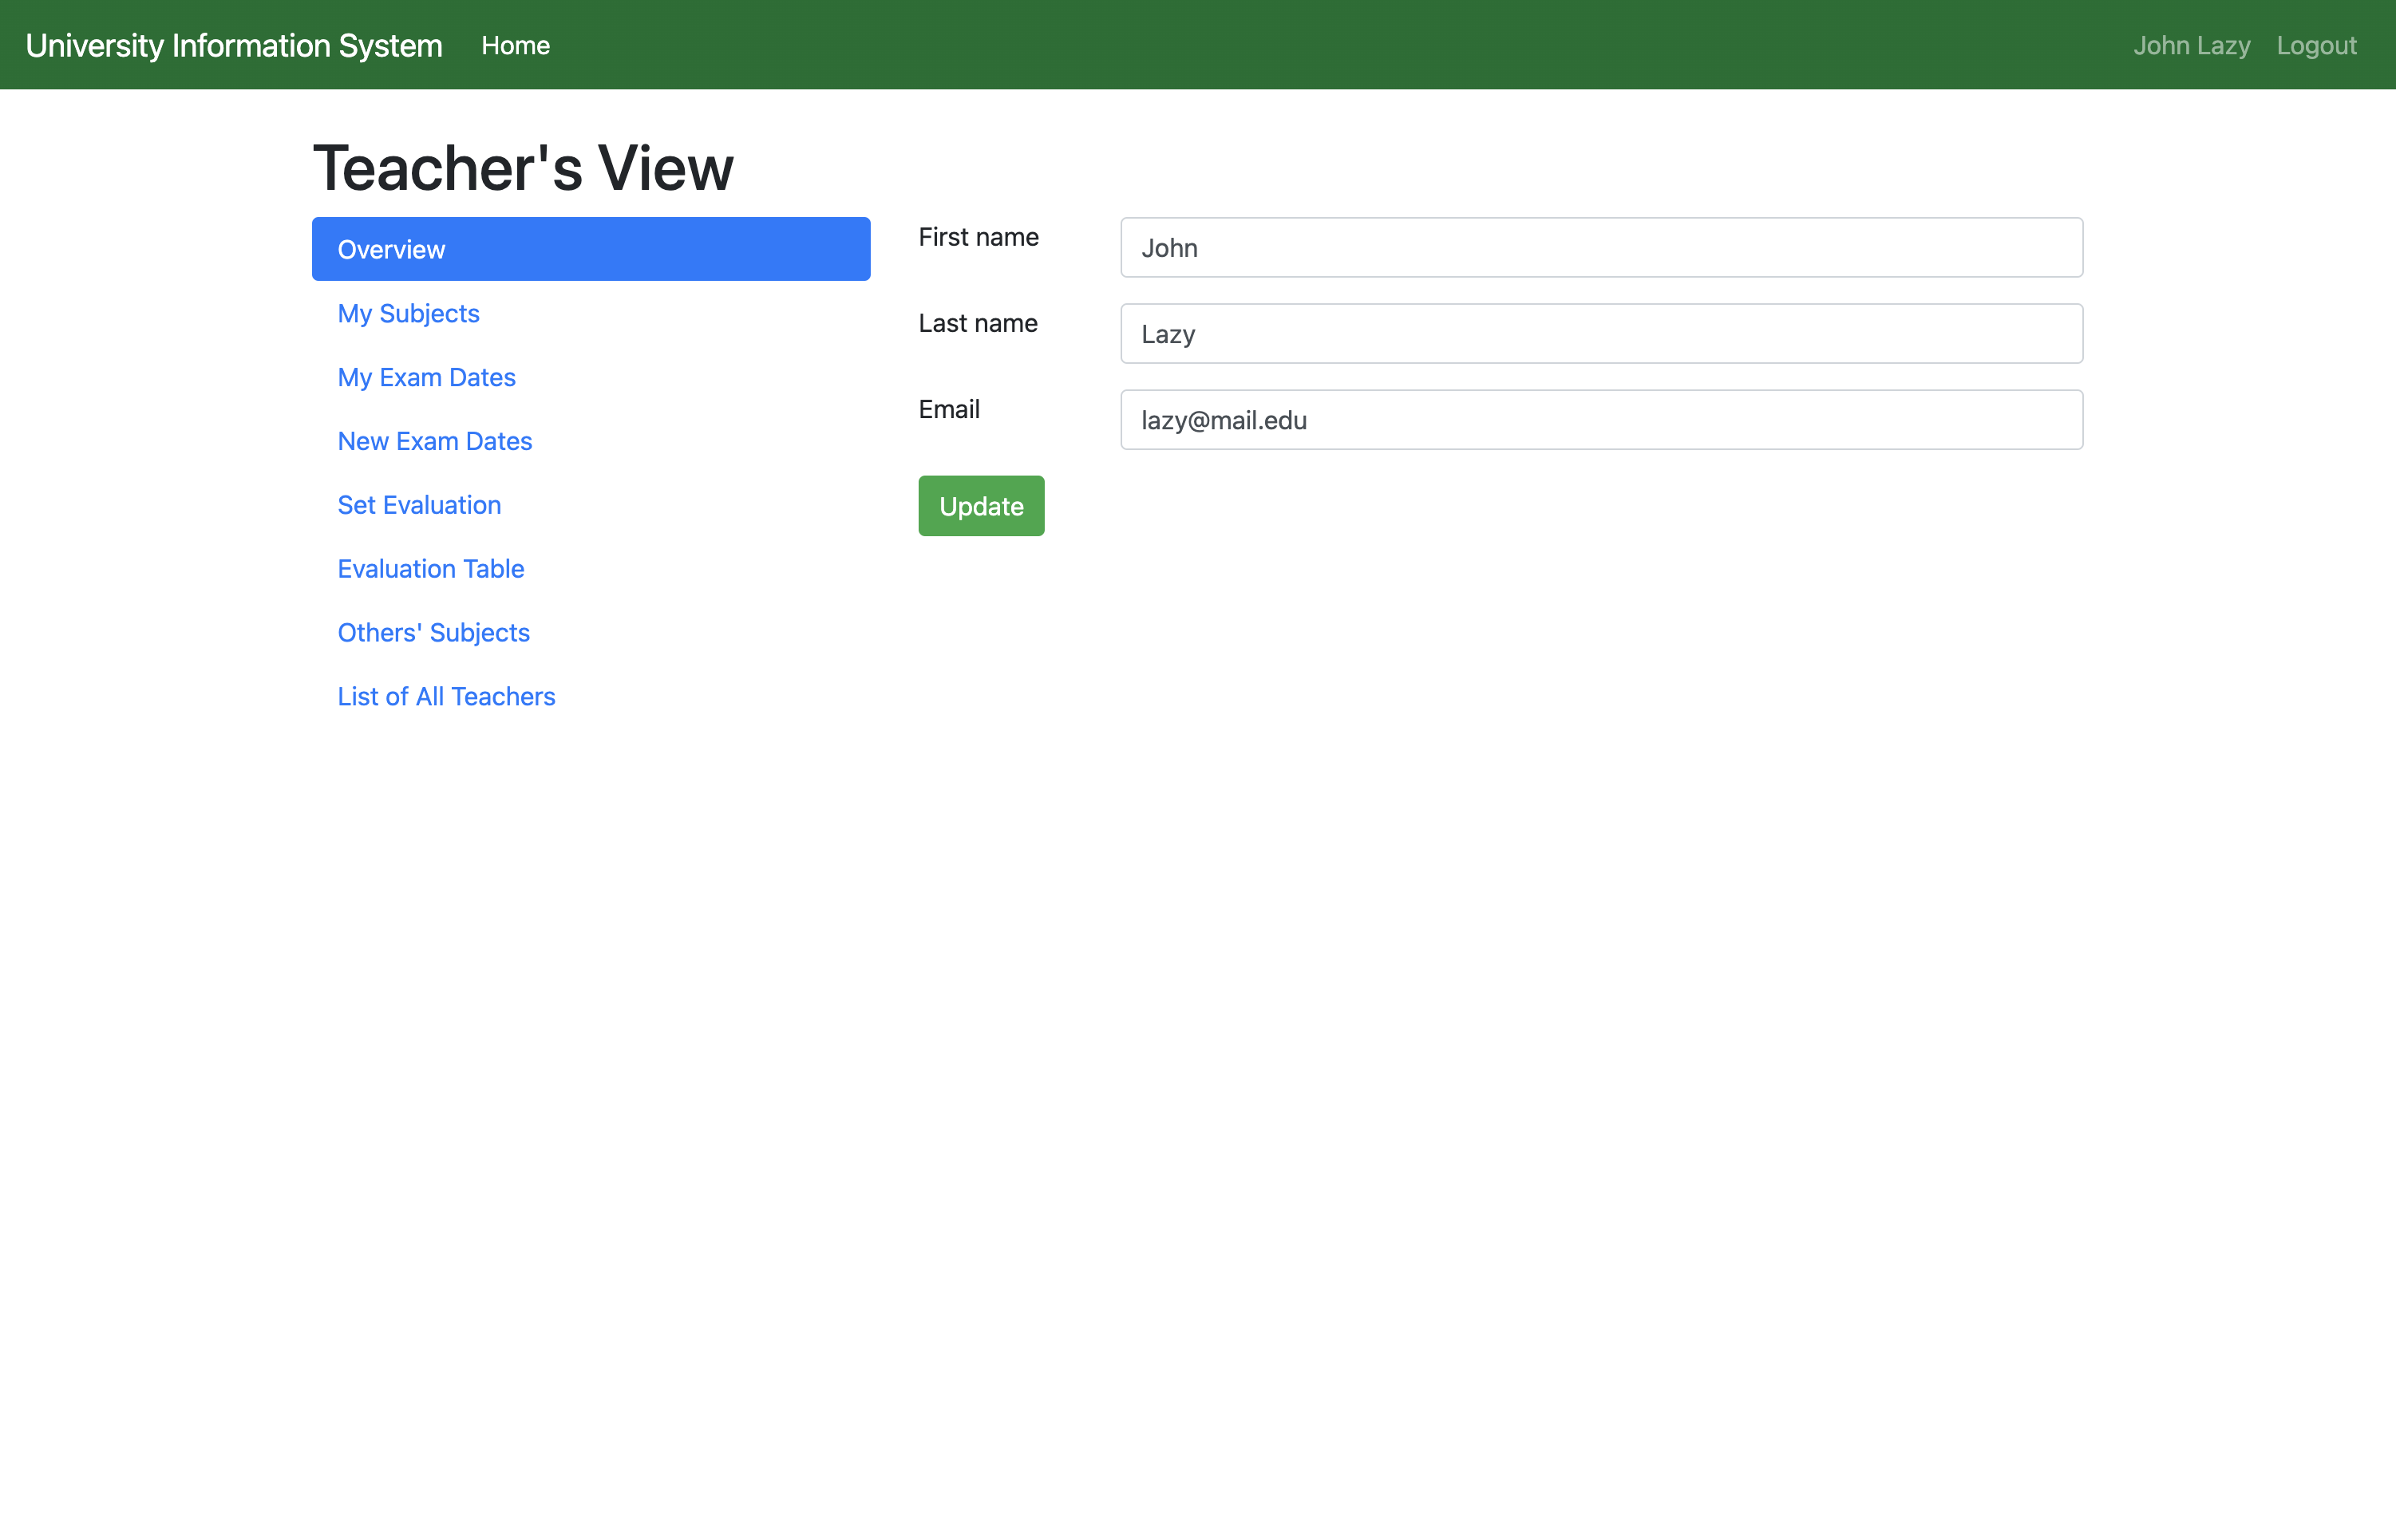 University Information System Home John Lazy Logout
Teacher's View
Overview
My Subjects
My Exam Dates
New Exam Dates
Set Evaluation
Evaluation Table
Others' Subjects
List of All Teachers
First name John
Last name Lazy
Email lazy@mail.edu
Update